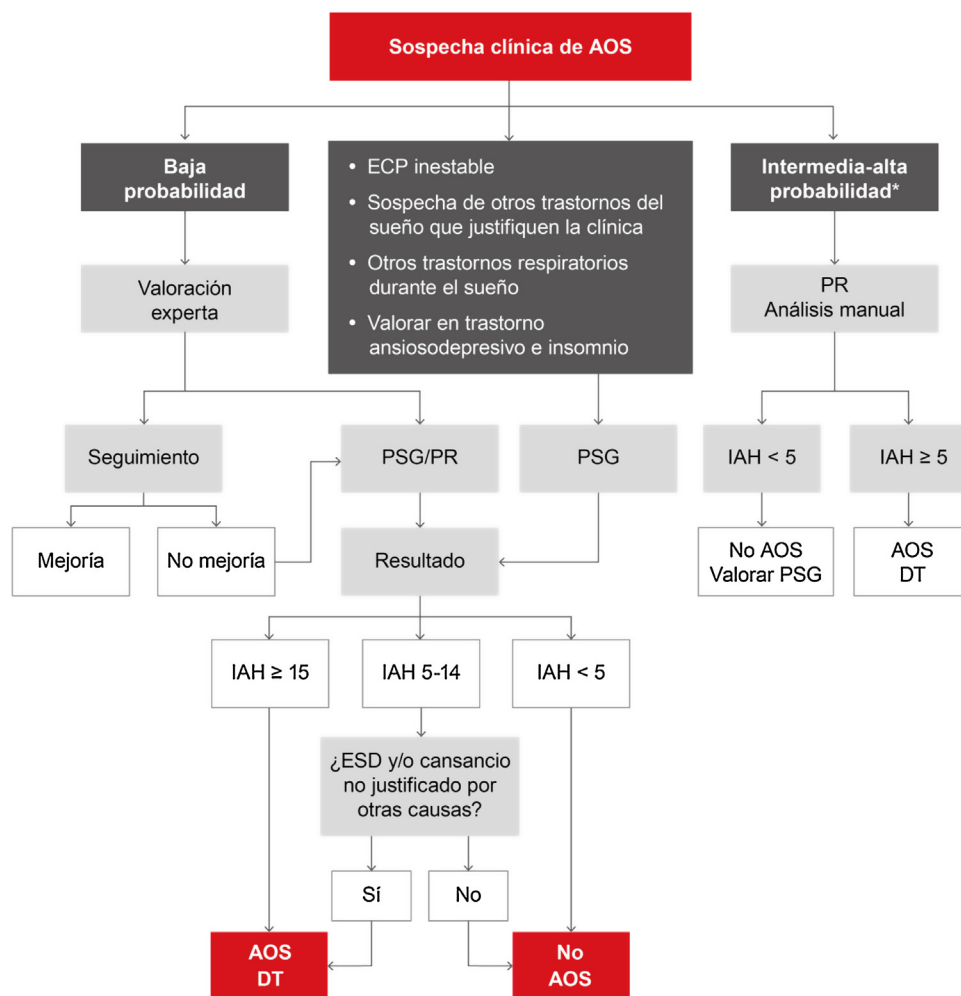 Sospecha clínica de AOS
Baja
probabilidad
• ECP inestable
• Sospecha de otros trastornos del
sueño que justifiquen la clínica
• Otros trastornos respiratorios
durante el sueño
• Valorar en trastorno
ansiosodepresivo e insomnio
Intermedia-alta
probabilidad*
Valoración
experta
PR
Análisis manual
Seguimiento
PSG/PR
PSG
IAH < 5
IAH ≥ 5
Mejoría
No mejoría
Resultado
No AOS
Valorar PSG
AOS
DT
IAH ≥ 15
IAH 5-14
IAH < 5
¿ESD y/o cansancio
no justificado por
otras causas?
Sí
No
AOS
DT
No
AOS